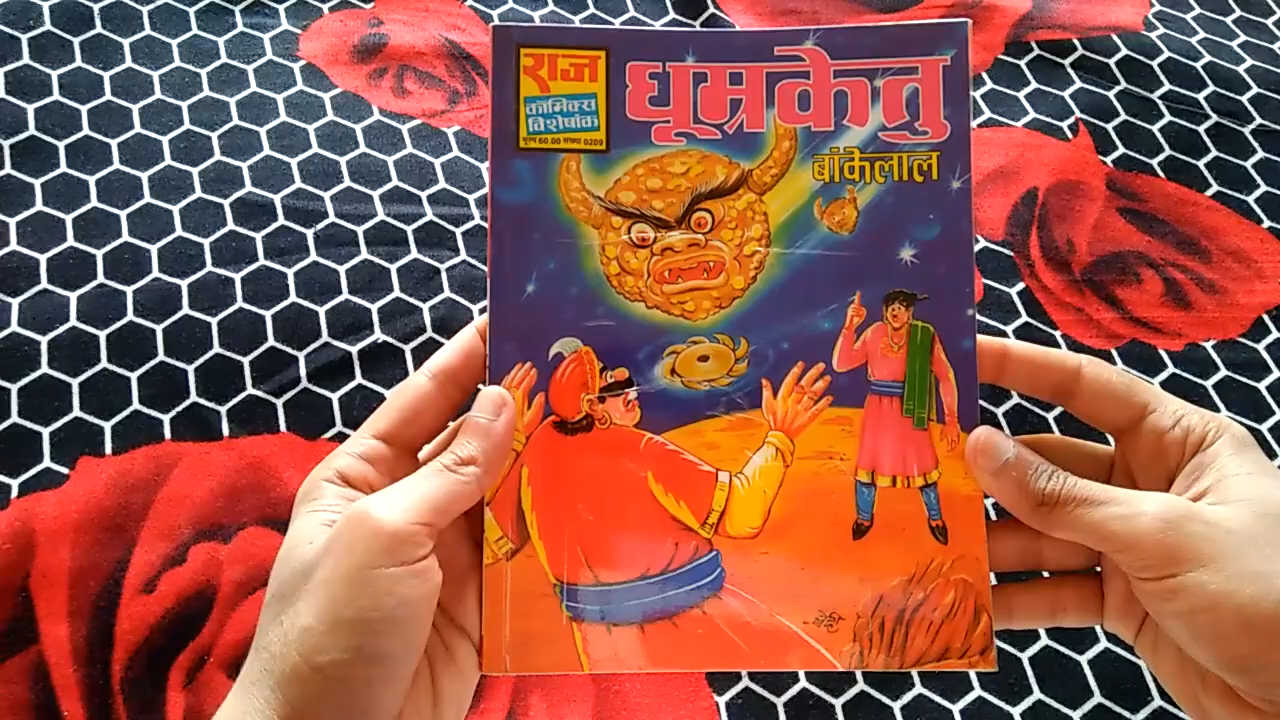 राज
कॉमिक्स
विशेषांक
मूल्य 60.00 संख्या 0209
धूम्रकेतु
बांकेलाल
बेदी